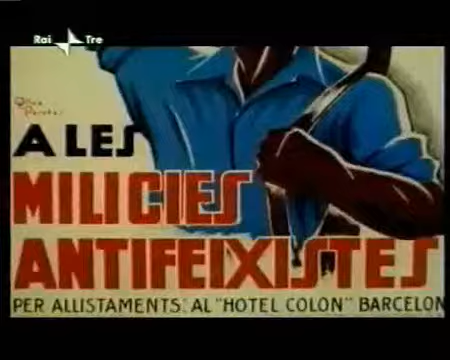 Rai Tre
A LES
MILICIES
ANTIFEIXISTES
PER ALLISTAMENTS: AL "HOTEL COLON" BARCELON